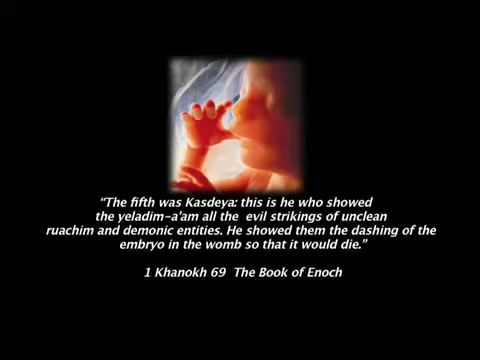 “The fifth was Kasdeya: this is he who showed
the yeladim-a'am all the evil strikings of unclean
ruachim and demonic entities. He showed them the dashing of the
embryo in the womb so that it would die.”
1 Khanokh 69 The Book of Enoch